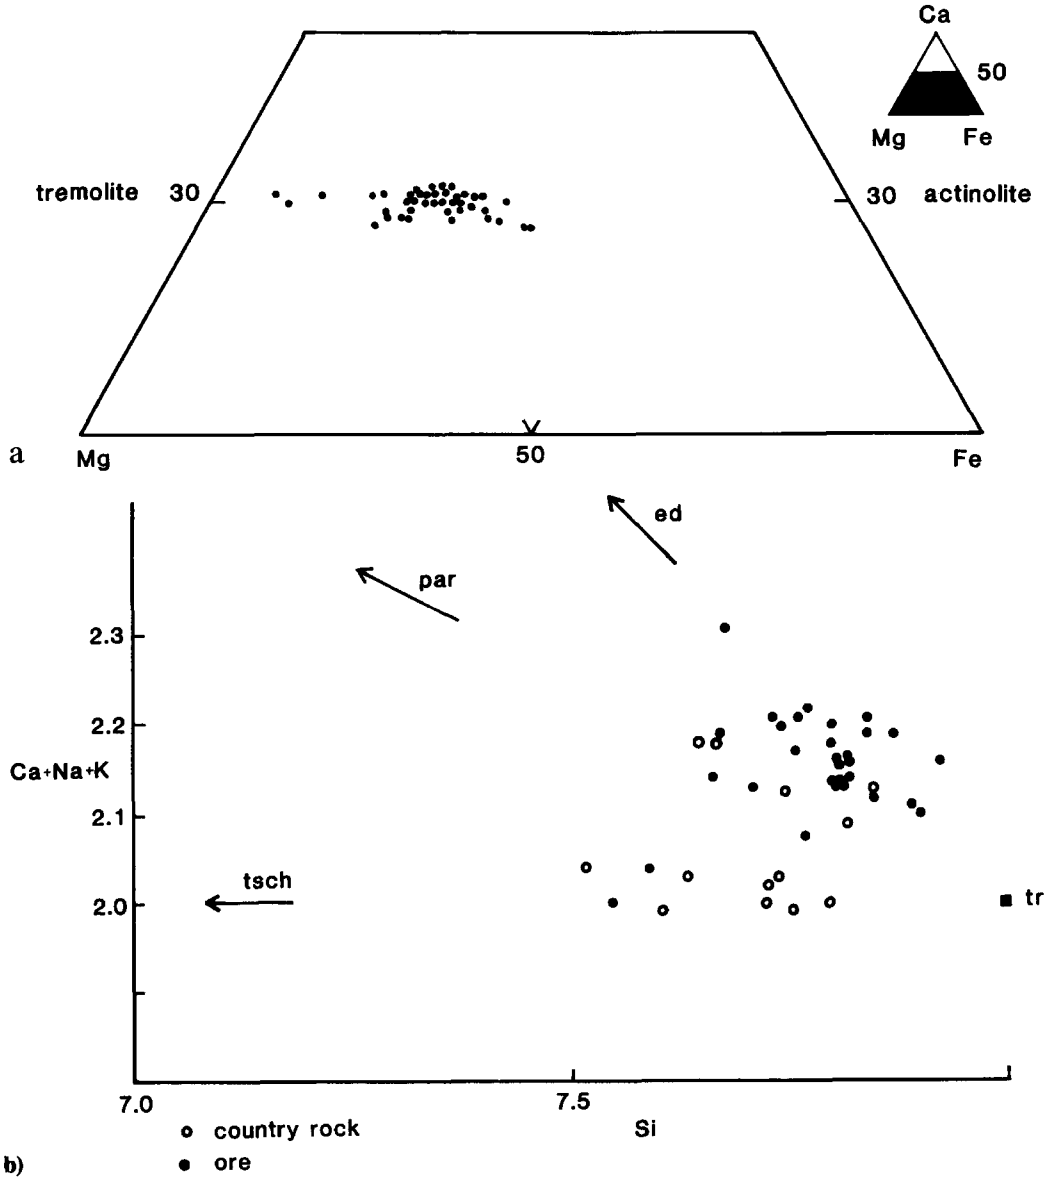 Ca
50
Mg Fe
tremolite 30
30 actinolite
a
Mg 50 Fe
ed
par
2.3
2.2
Ca+Na+K
2.1
tsch
2.0
tr
7.0 7.5
Si
country rock
ore
b)